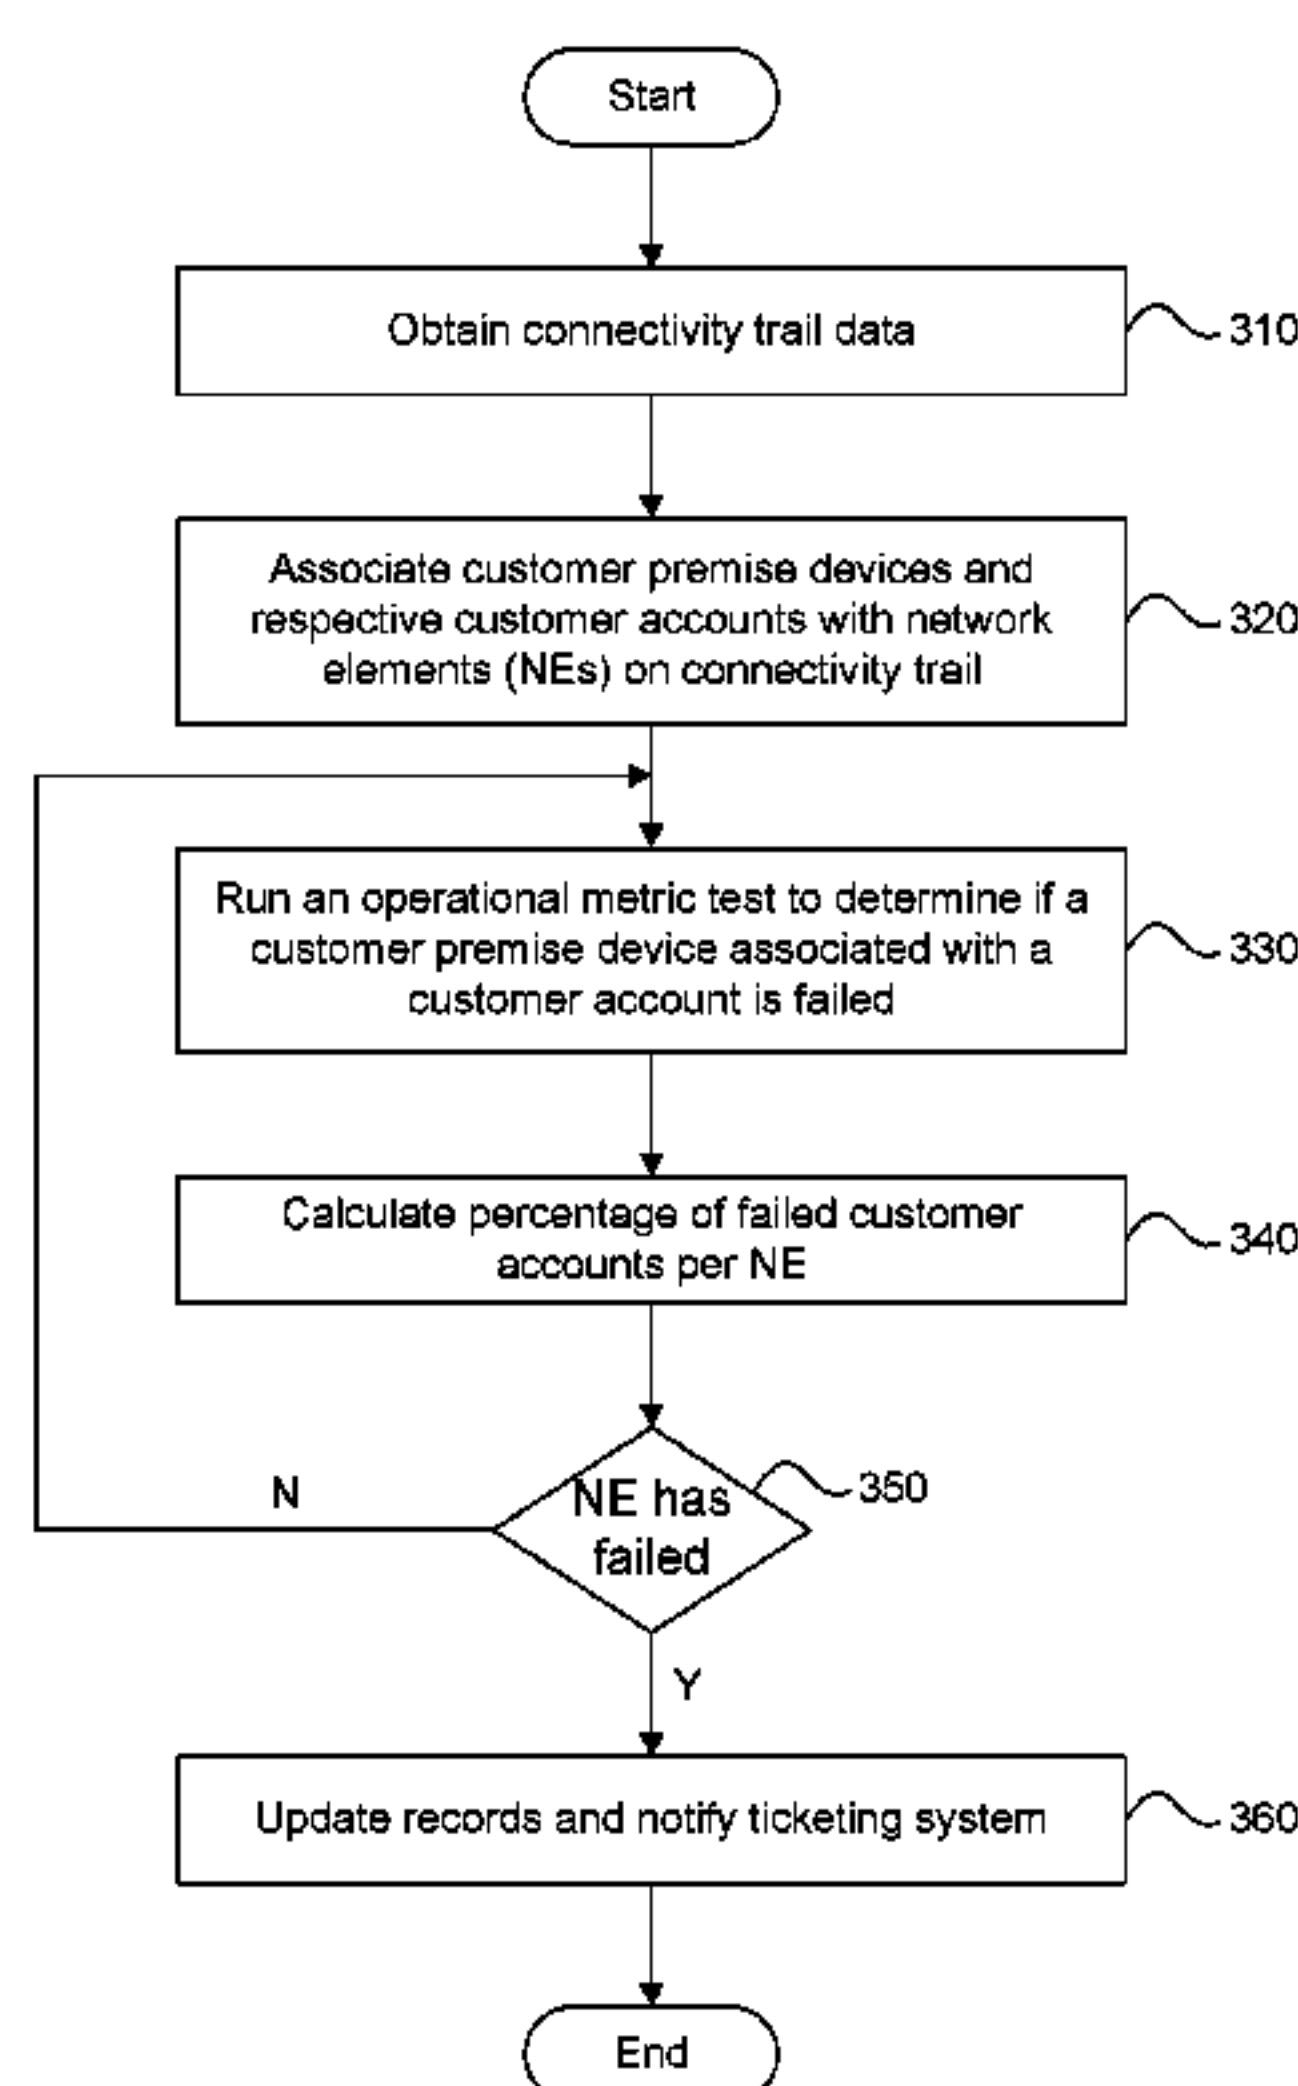 Start
Obtain connectivity trail data
310
Associate customer premise devices and
respective customer accounts with network
elements (NEs) on connectivity trail
320
Run an operational metric test to determine if a
customer premise device associated with a
customer account is failed
330
Calculate percentage of failed customer
accounts per NE
340
NE has
failed
350
N
Y
Update records and notify ticketing system
360
End